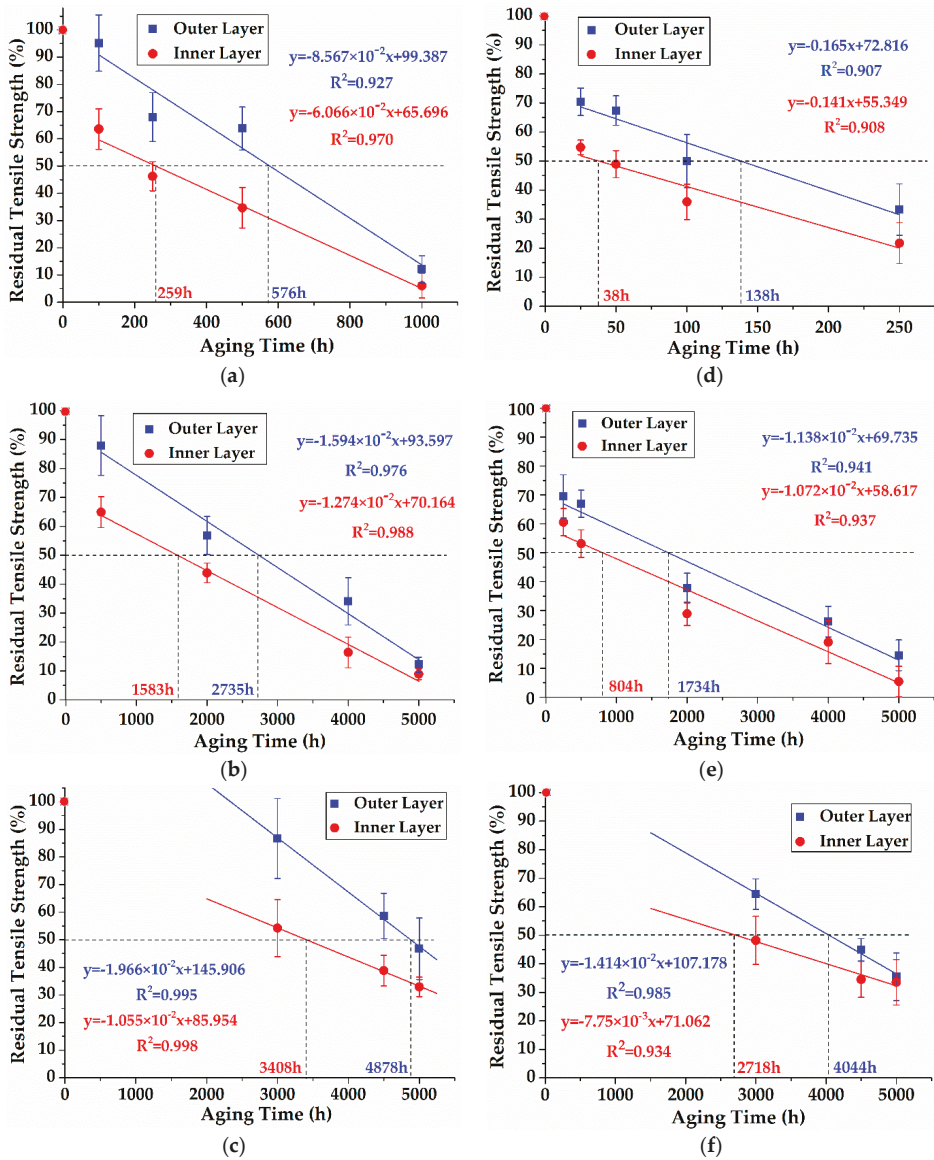 Residual Tensile Strength (%)
100
90
80
70
60
50
40
30
20
10
0
Outer Layer
Inner Layer
y=-8.567×10⁻²x+99.387
R²=0.927
y=-6.066×10⁻²x+65.696
R²=0.970
259h
576h
0 200 400 600 800 1000
Aging Time (h)
(a)
Residual Tensile Strength (%)
100
90
80
70
60
50
40
30
20
10
0
Outer Layer
Inner Layer
y=-0.165x+72.816
R²=0.907
y=-0.141x+55.349
R²=0.908
38h
138h
0 50 100 150 200 250
Aging Time (h)
(d)
Residual Tensile Strength (%)
100
90
80
70
60
50
40
30
20
10
0
Outer Layer
Inner Layer
y=-1.594×10⁻²x+93.597
R²=0.976
y=-1.274×10⁻²x+70.164
R²=0.988
1583h
2735h
0 1000 2000 3000 4000 5000
Aging Time (h)
(b)
Residual Tensile Strength (%)
100
90
80
70
60
50
40
30
20
10
0
Outer Layer
Inner Layer
y=-1.138×10⁻²x+69.735
R²=0.941
y=-1.072×10⁻²x+58.617
R²=0.937
804h
1734h
0 1000 2000 3000 4000 5000
Aging Time (h)
(e)
Residual Tensile Strength (%)
100
90
80
70
60
50
40
30
20
10
0
Outer Layer
Inner Layer
y=-1.966×10⁻²x+145.906
R²=0.995
y=-1.055×10⁻²x+85.954
R²=0.998
3408h
4878h
0 1000 2000 3000 4000 5000
Aging Time (h)
(c)
Residual Tensile Strength (%)
100
90
80
70
60
50
40
30
20
10
0
Outer Layer
Inner Layer
y=-1.414×10⁻²x+107.178
R²=0.985
y=-7.75×10⁻³x+71.062
R²=0.934
2718h
4044h
0 1000 2000 3000 4000 5000
Aging Time (h)
(f)